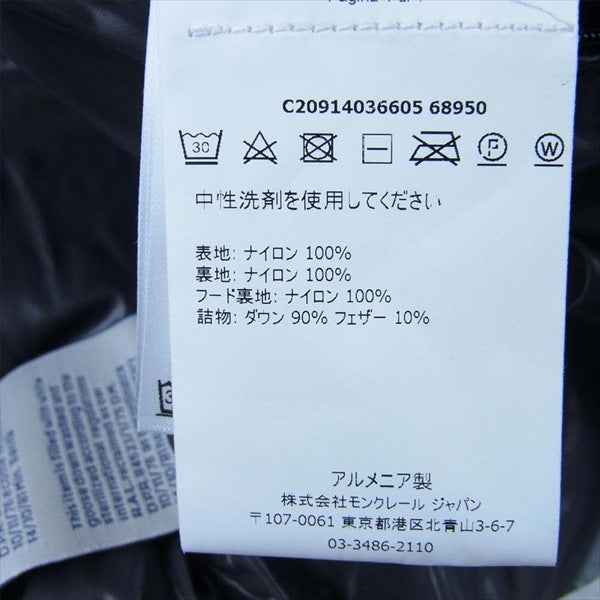 C20914036605 68950
30
P
W
中性洗剤を使用してください
表地: ナイロン 100%
裏地: ナイロン 100%
フード裏地: ナイロン 100%
詰物: ダウン 90% フェザー 10%
アルメニア製
株式会社モンクレール ジャパン
〒107-0061 東京都港区北青山3-6-7
03-3486-2110